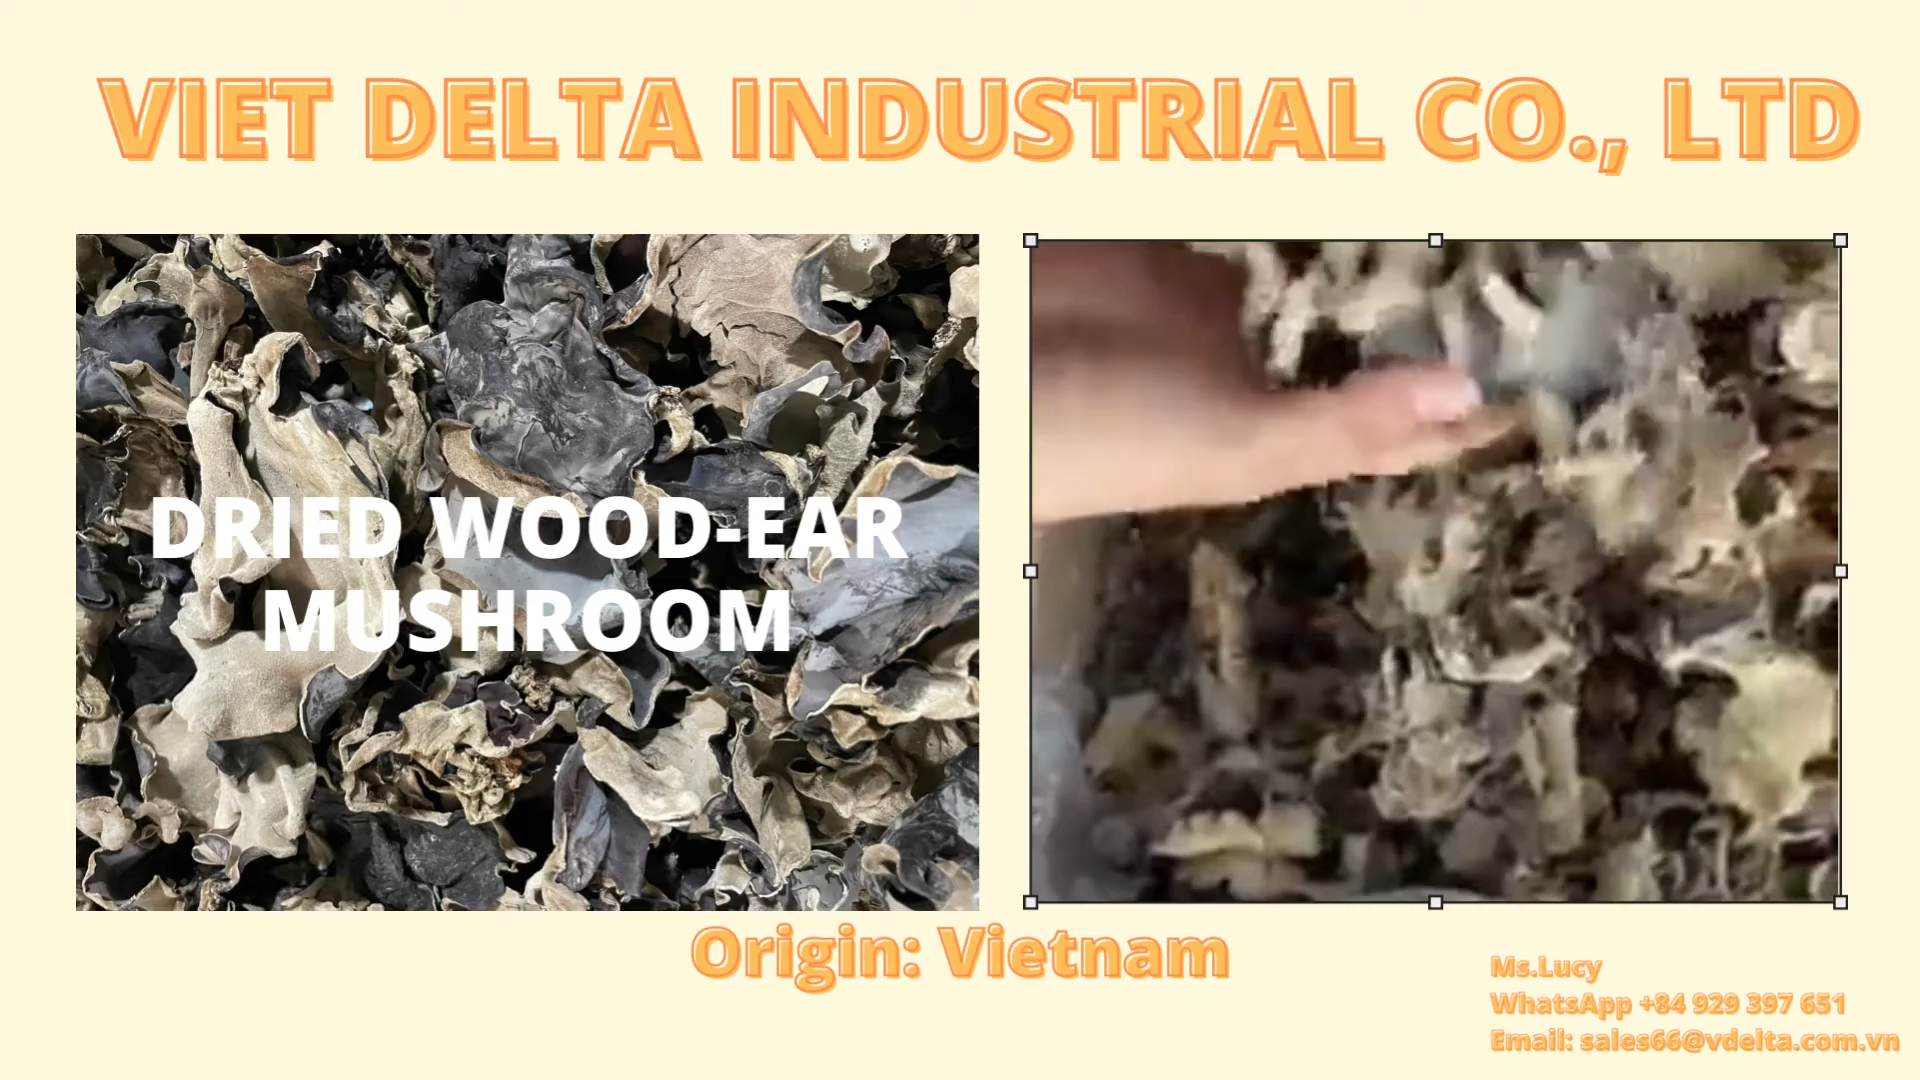 VIET DELTA INDUSTRIAL CO., LTD
DRIED WOOD-EAR
MUSHROOM
Origin: Vietnam
Ms.Lucy
WhatsApp +84 929 397 651
Email: sales66@vdelta.com.vn